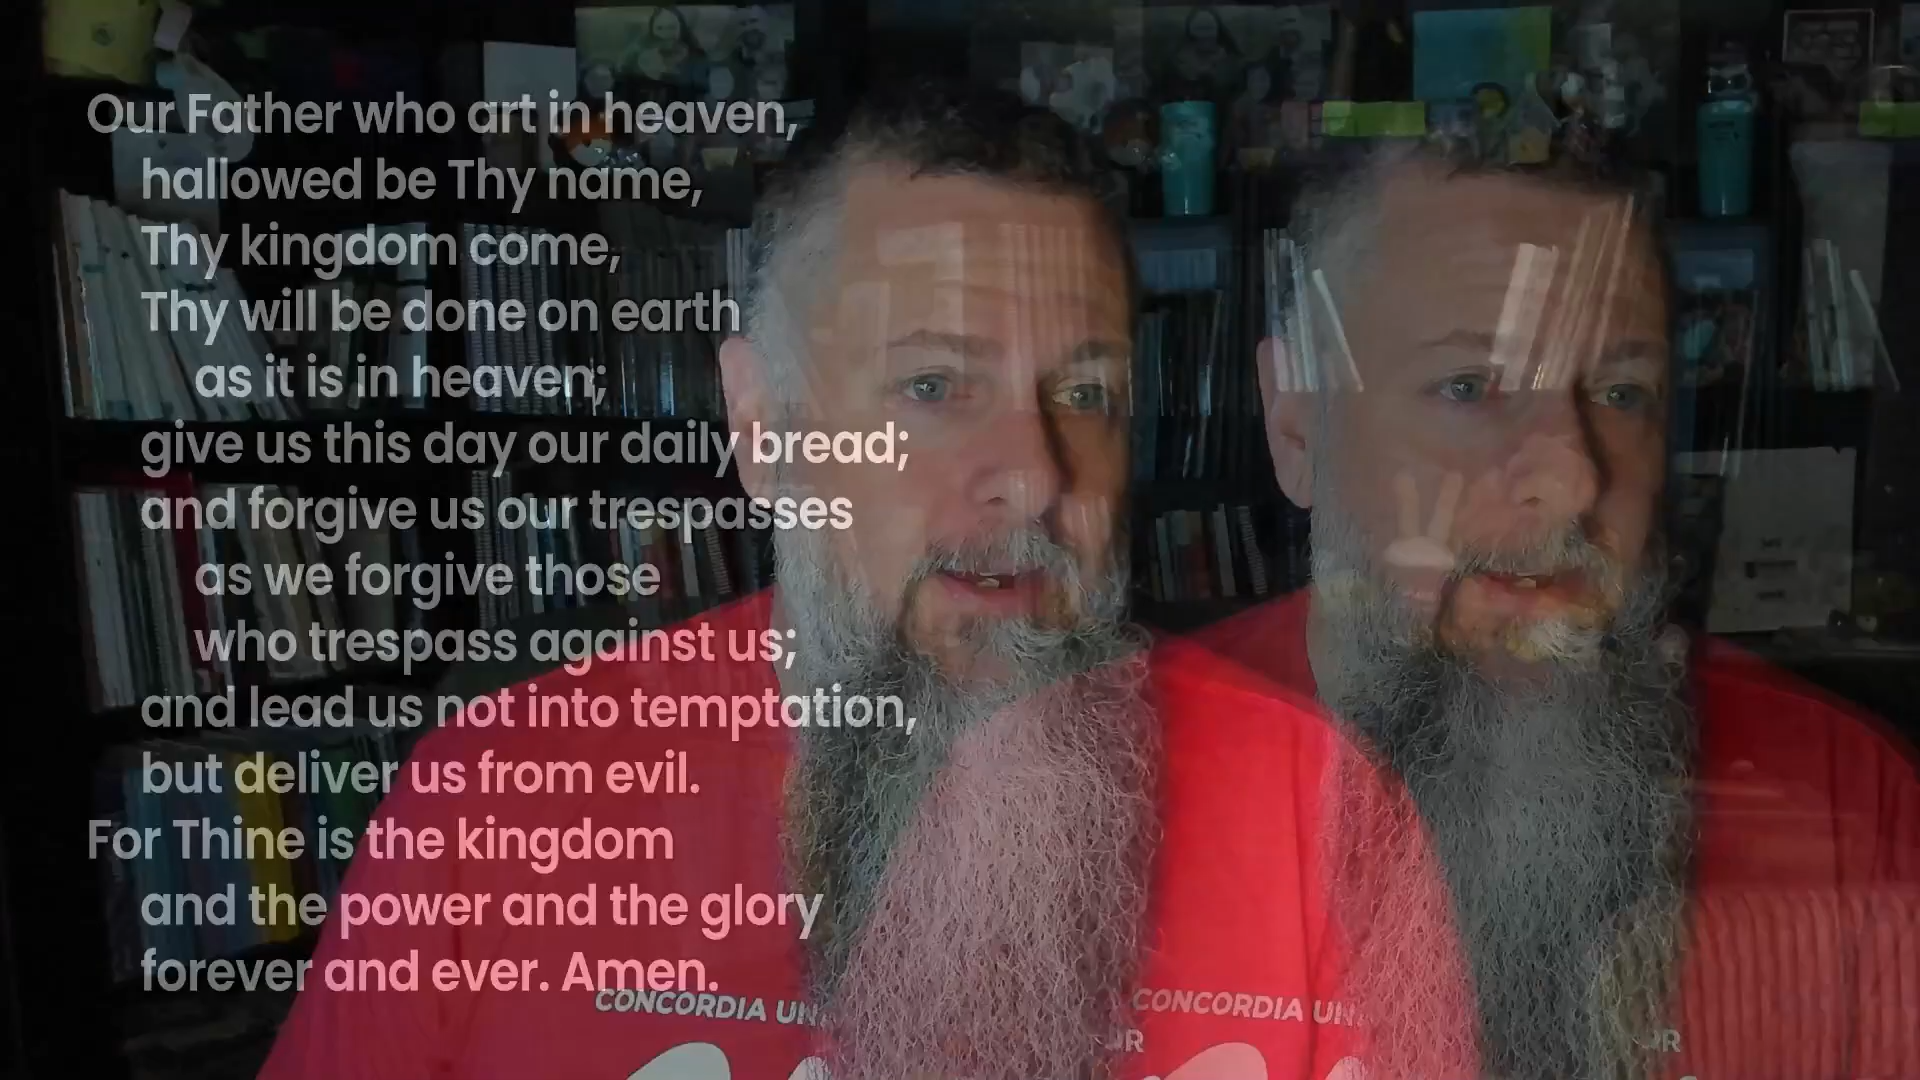 Our Father who art in heaven,
hallowed be Thy name,
Thy kingdom come,
Thy will be done on earth
as it is in heaven;
give us this day our daily bread;
and forgive us our trespasses
as we forgive those
who trespass against us;
and lead us not into temptation,
but deliver us from evil.
For Thine is the kingdom
and the power and the glory
forever and ever. Amen.
CONCORDIA CONCORDIA